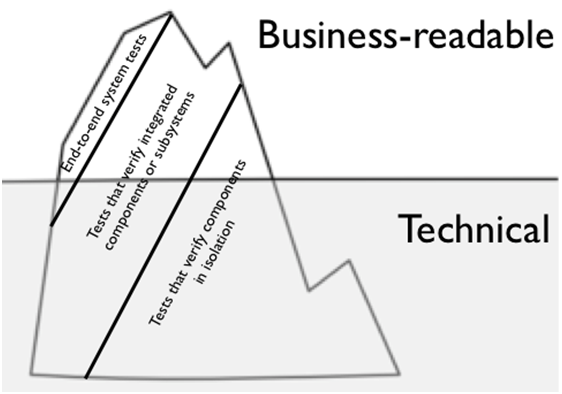 Business-readable
End-to-end system tests
Tests that verify integrated
components or subsystems
Tests that verify components
in isolation
Technical